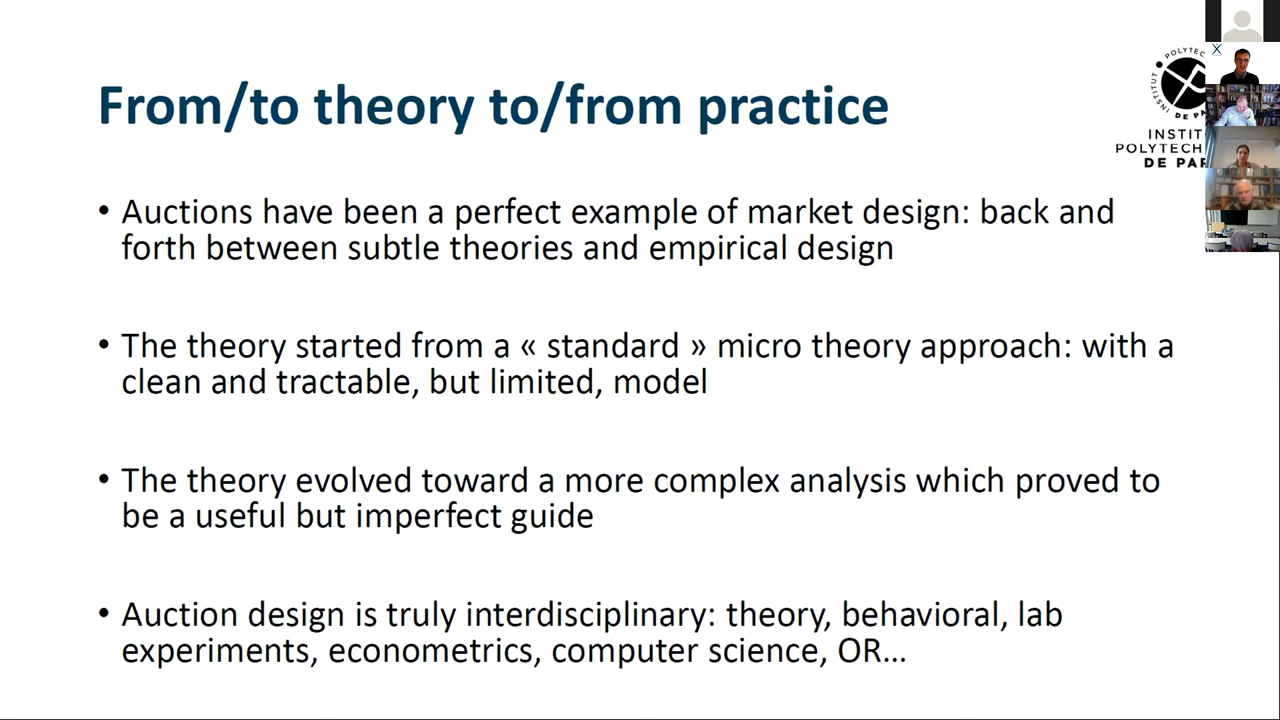 From/to theory to/from practice
• Auctions have been a perfect example of market design: back and
forth between subtle theories and empirical design
• The theory started from a « standard » micro theory approach: with a
clean and tractable, but limited, model
• The theory evolved toward a more complex analysis which proved to
be a useful but imperfect guide
• Auction design is truly interdisciplinary: theory, behavioral, lab
experiments, econometrics, computer science, OR...
INSTIT
POLYTECH
DE PAR